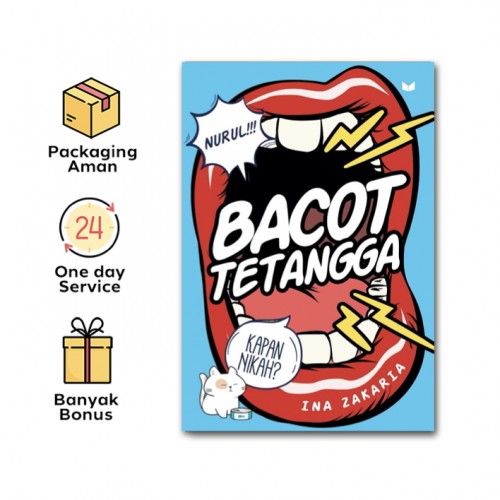 Packaging
Aman
24
One day
Service
Banyak
Bonus
NURUL!!!
BACOT
TETANGGA
KAPAN
NIKAH?
INA ZAKARIA